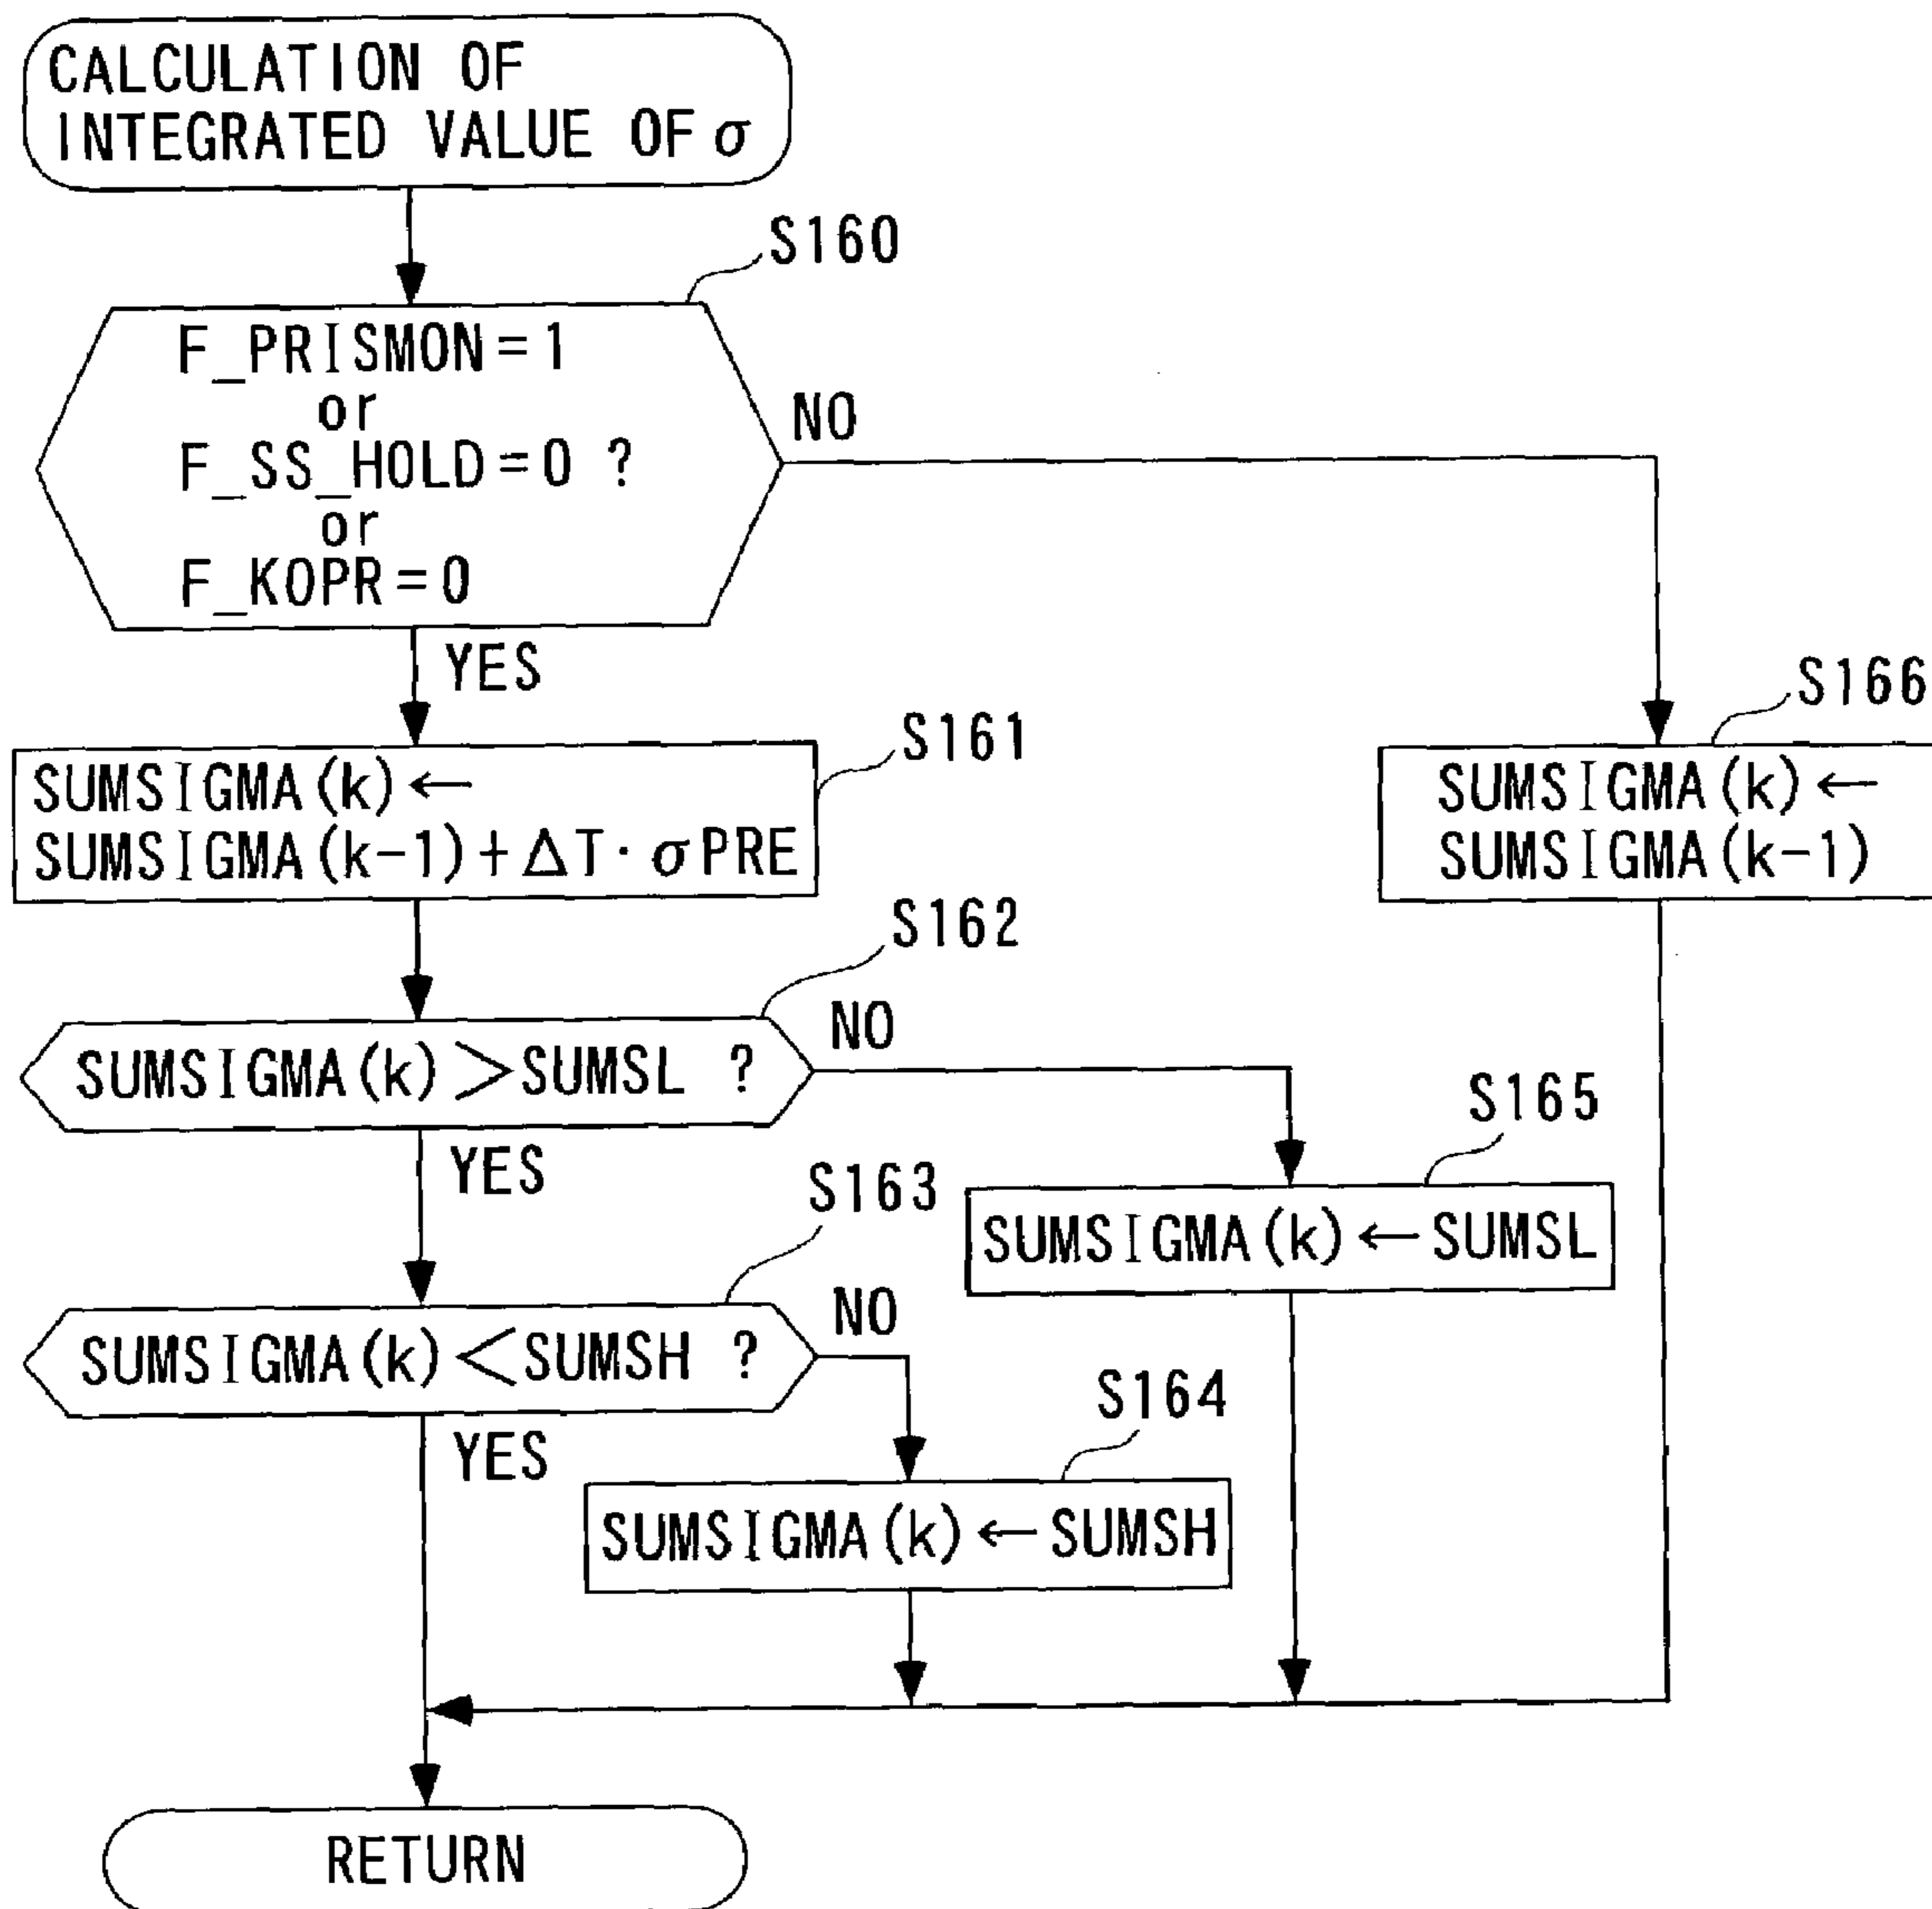 CALCULATION OF
INTEGRATED VALUE OF σ
S160
F_PRISMON=1
or
F_SS_HOLD=0 ?
or
F_KOPR=0
NO
YES
S161
SUMSIGMA(k)←
SUMSIGMA(k-1)+ΔT·σPRE
S166
SUMSIGMA(k)←
SUMSIGMA(k-1)
S162
SUMSIGMA(k)>SUMSL ?
NO
YES
S165
SUMSIGMA(k)←SUMSL
S163
SUMSIGMA(k)<SUMSH ?
NO
YES
S164
SUMSIGMA(k)←SUMSH
RETURN